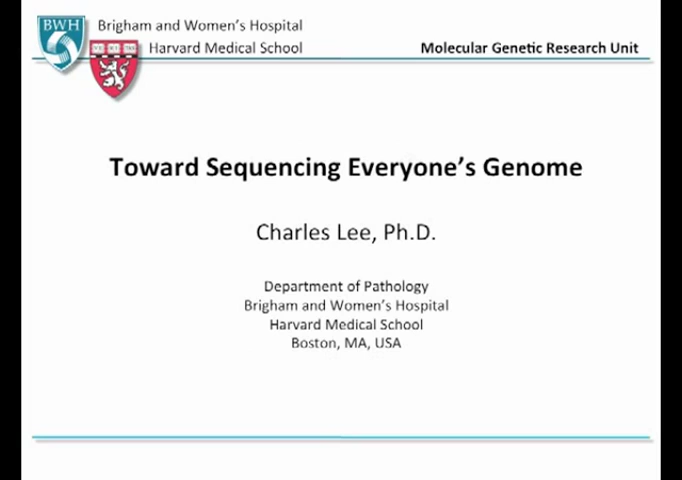 BWH
Brigham and Women's Hospital
Harvard Medical School
Molecular Genetic Research Unit
Toward Sequencing Everyone's Genome
Charles Lee, Ph.D.
Department of Pathology
Brigham and Women's Hospital
Harvard Medical School
Boston, MA, USA